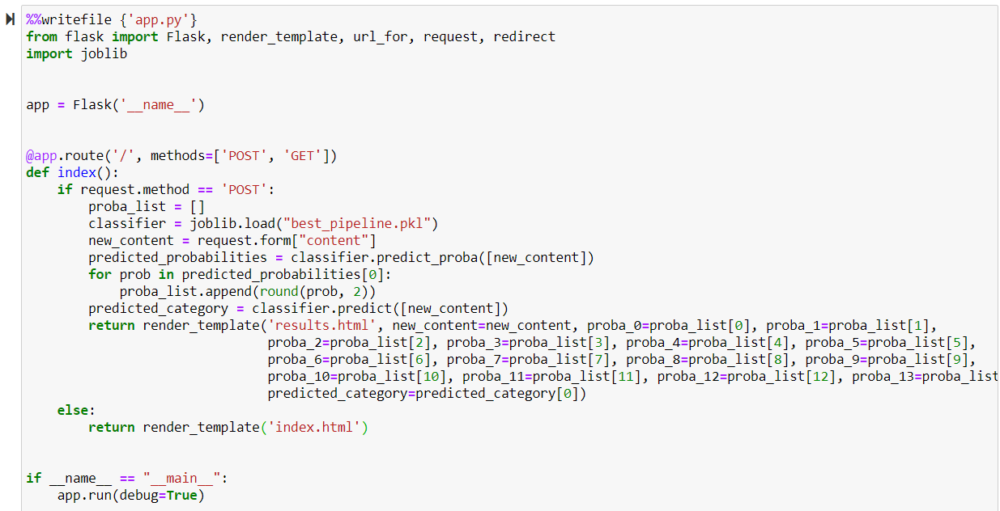 %%writefile {'app.py'}
from flask import Flask, render_template, url_for, request, redirect
import joblib


app = Flask('__name__')


@app.route('/', methods=['POST', 'GET'])
def index():
    if request.method == 'POST':
        proba_list = []
        classifier = joblib.load("best_pipeline.pkl")
        new_content = request.form["content"]
        predicted_probabilities = classifier.predict_proba([new_content])
        for prob in predicted_probabilities[0]:
            proba_list.append(round(prob, 2))
        predicted_category = classifier.predict([new_content])
        return render_template('results.html', new_content=new_content, proba_0=proba_list[0], proba_1=proba_list[1],
                               proba_2=proba_list[2], proba_3=proba_list[3], proba_4=proba_list[4], proba_5=proba_list[5],
                               proba_6=proba_list[6], proba_7=proba_list[7], proba_8=proba_list[8], proba_9=proba_list[9],
                               proba_10=proba_list[10], proba_11=proba_list[11], proba_12=proba_list[12], proba_13=proba_list
                               predicted_category=predicted_category[0])
    else:
        return render_template('index.html')


if __name__ == "__main__":
    app.run(debug=True)